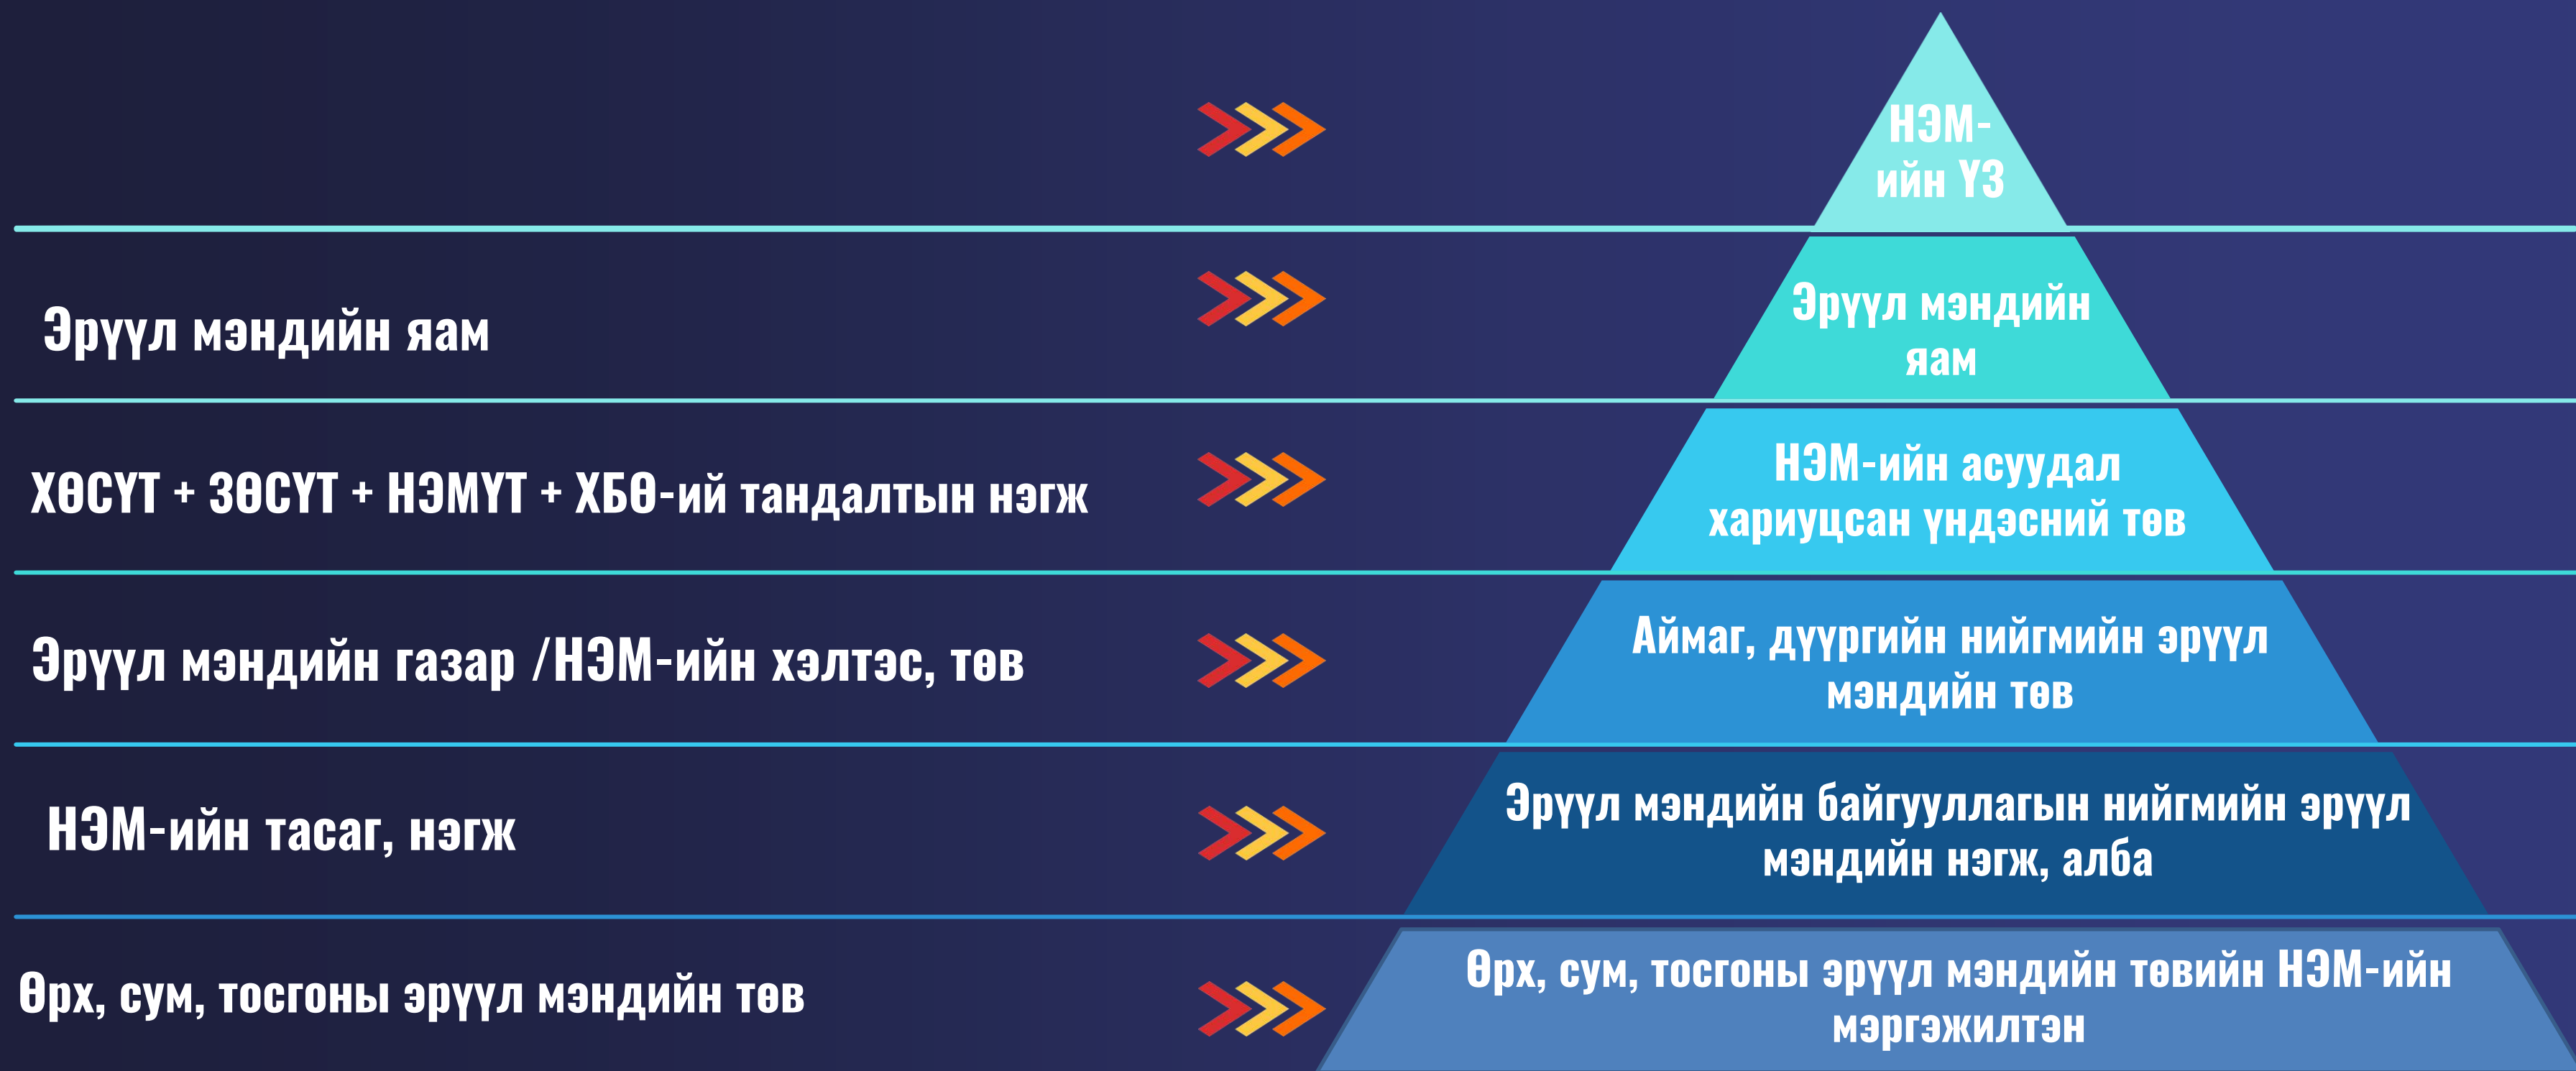 НЭМ-
ийн ҮЗ
Эрүүл мэндийн яам
Эрүүл мэндийн
яам
ХӨСҮТ + ЗӨСҮТ + НЭМҮТ + ХБӨ-ий тандалтын нэгж
НЭМ-ийн асуудал
хариуцсан үндэсний төв
Эрүүл мэндийн газар /НЭМ-ийн хэлтэс, төв
Аймаг, дүүргийн нийгмийн эрүүл
мэндийн төв
НЭМ-ийн тасаг, нэгж
Эрүүл мэндийн байгууллагын нийгмийн эрүүл
мэндийн нэгж, алба
Өрх, сум, тосгоны эрүүл мэндийн төв
Өрх, сум, тосгоны эрүүл мэндийн төвийн НЭМ-ийн
мэргэжилтэн